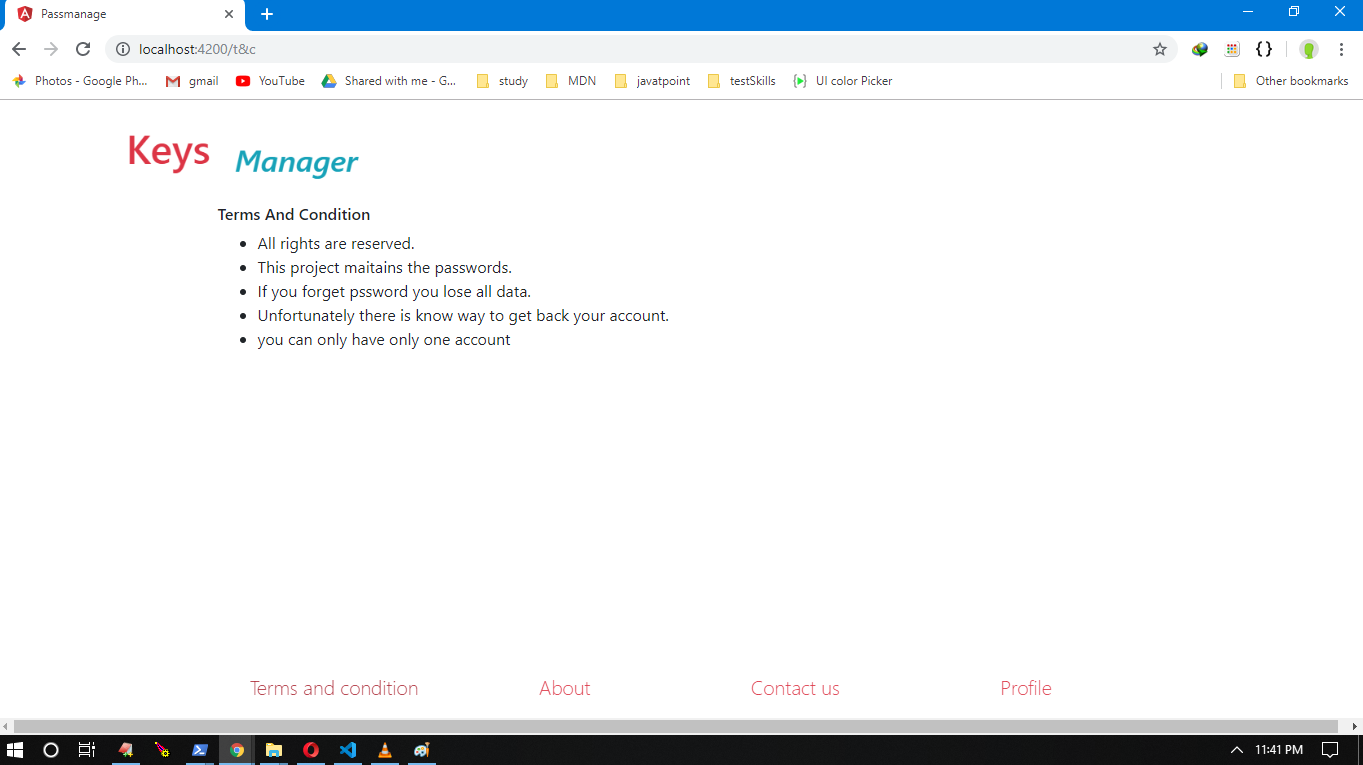 Passmanage
localhost:4200/t&c
Photos - Google Ph... gmail YouTube Shared with me - G... study MDN javatpoint testSkills UI color Picker Other bookmarks
Keys Manager
Terms And Condition
All rights are reserved.
This project maitains the passwords.
If you forget pssword you lose all data.
Unfortunately there is know way to get back your account.
you can only have only one account
Terms and condition About Contact us Profile
11:41 PM